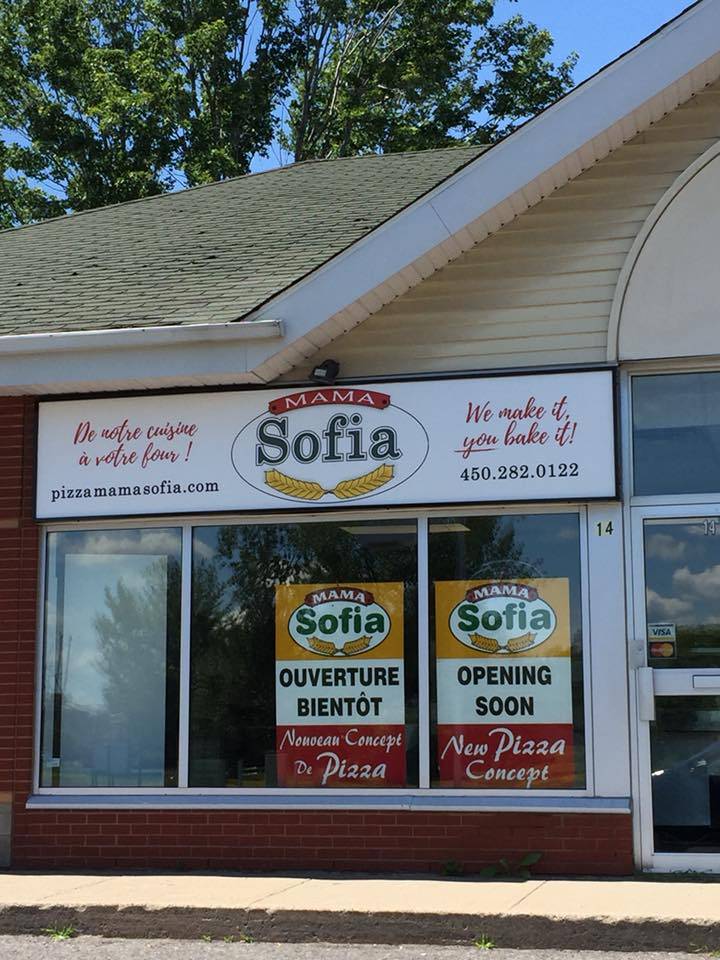 De notre cuisine
à votre four !
pizzamamasofia.com
MAMA
Sofia
We make it,
you bake it!
450.282.0122
14
14
VISA
MAMA
Sofia
OUVERTURE
BIENTÔT
Nouveau Concept
De Pizza
MAMA
Sofia
OPENING
SOON
New Pizza
Concept